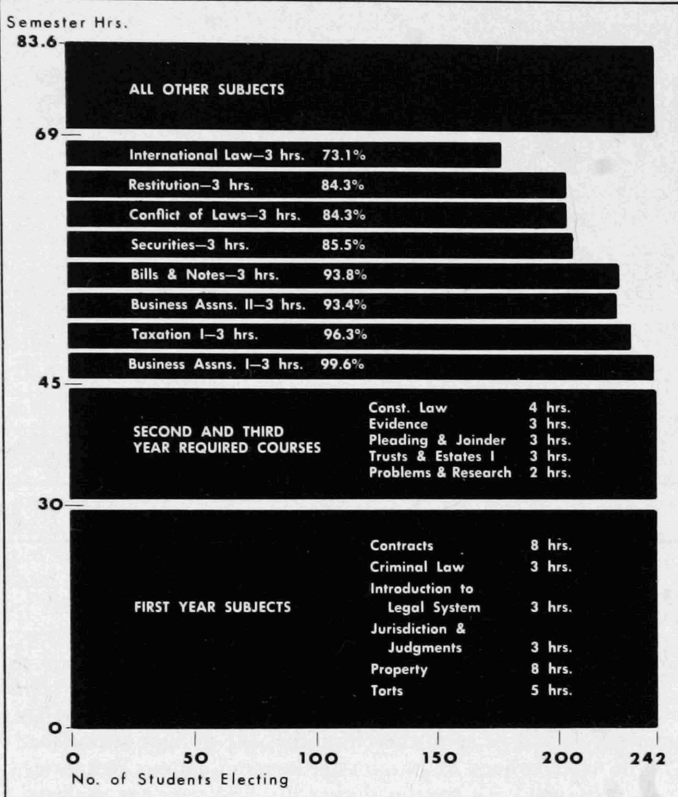 Semester Hrs.
83.6
ALL OTHER SUBJECTS
69
International Law—3 hrs. 73.1%
Restitution—3 hrs. 84.3%
Conflict of Laws—3 hrs. 84.3%
Securities—3 hrs. 85.5%
Bills & Notes—3 hrs. 93.8%
Business Assns. II—3 hrs. 93.4%
Taxation I—3 hrs. 96.3%
Business Assns. I—3 hrs. 99.6%
45
SECOND AND THIRD
YEAR REQUIRED COURSES
Const. Law 4 hrs.
Evidence 3 hrs.
Pleading & Joinder 3 hrs.
Trusts & Estates I 3 hrs.
Problems & Research 2 hrs.
30
FIRST YEAR SUBJECTS
Contracts 8 hrs.
Criminal Law 3 hrs.
Introduction to
Legal System 3 hrs.
Jurisdiction &
Judgments 3 hrs.
Property 8 hrs.
Torts 5 hrs.
0
0 50 100 150 200 242
No. of Students Electing